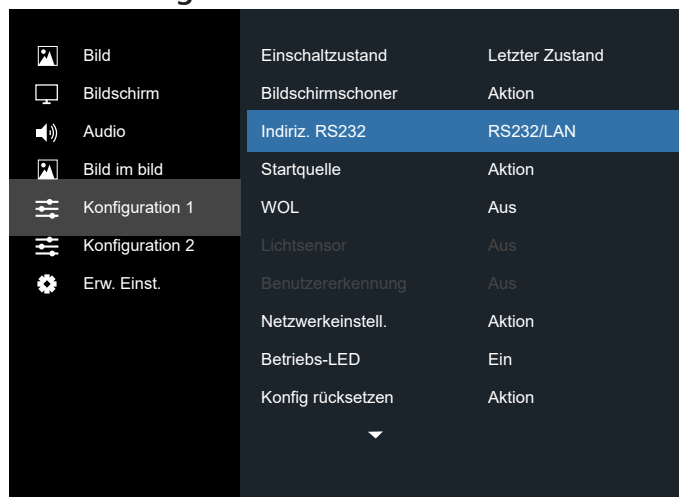 Bild
Bildschirm
Audio
Bild im bild
Konfiguration 1
Konfiguration 2
Erw. Einst.
Einschaltzustand Letzter Zustand
Bildschirmschoner Aktion
Indiriz. RS232 RS232/LAN
Startquelle Aktion
WOL Aus
Lichtsensor Aus
Benutzererkennung Aus
Netzwerkeinstell. Aktion
Betriebs-LED Ein
Konfig rücksetzen Aktion